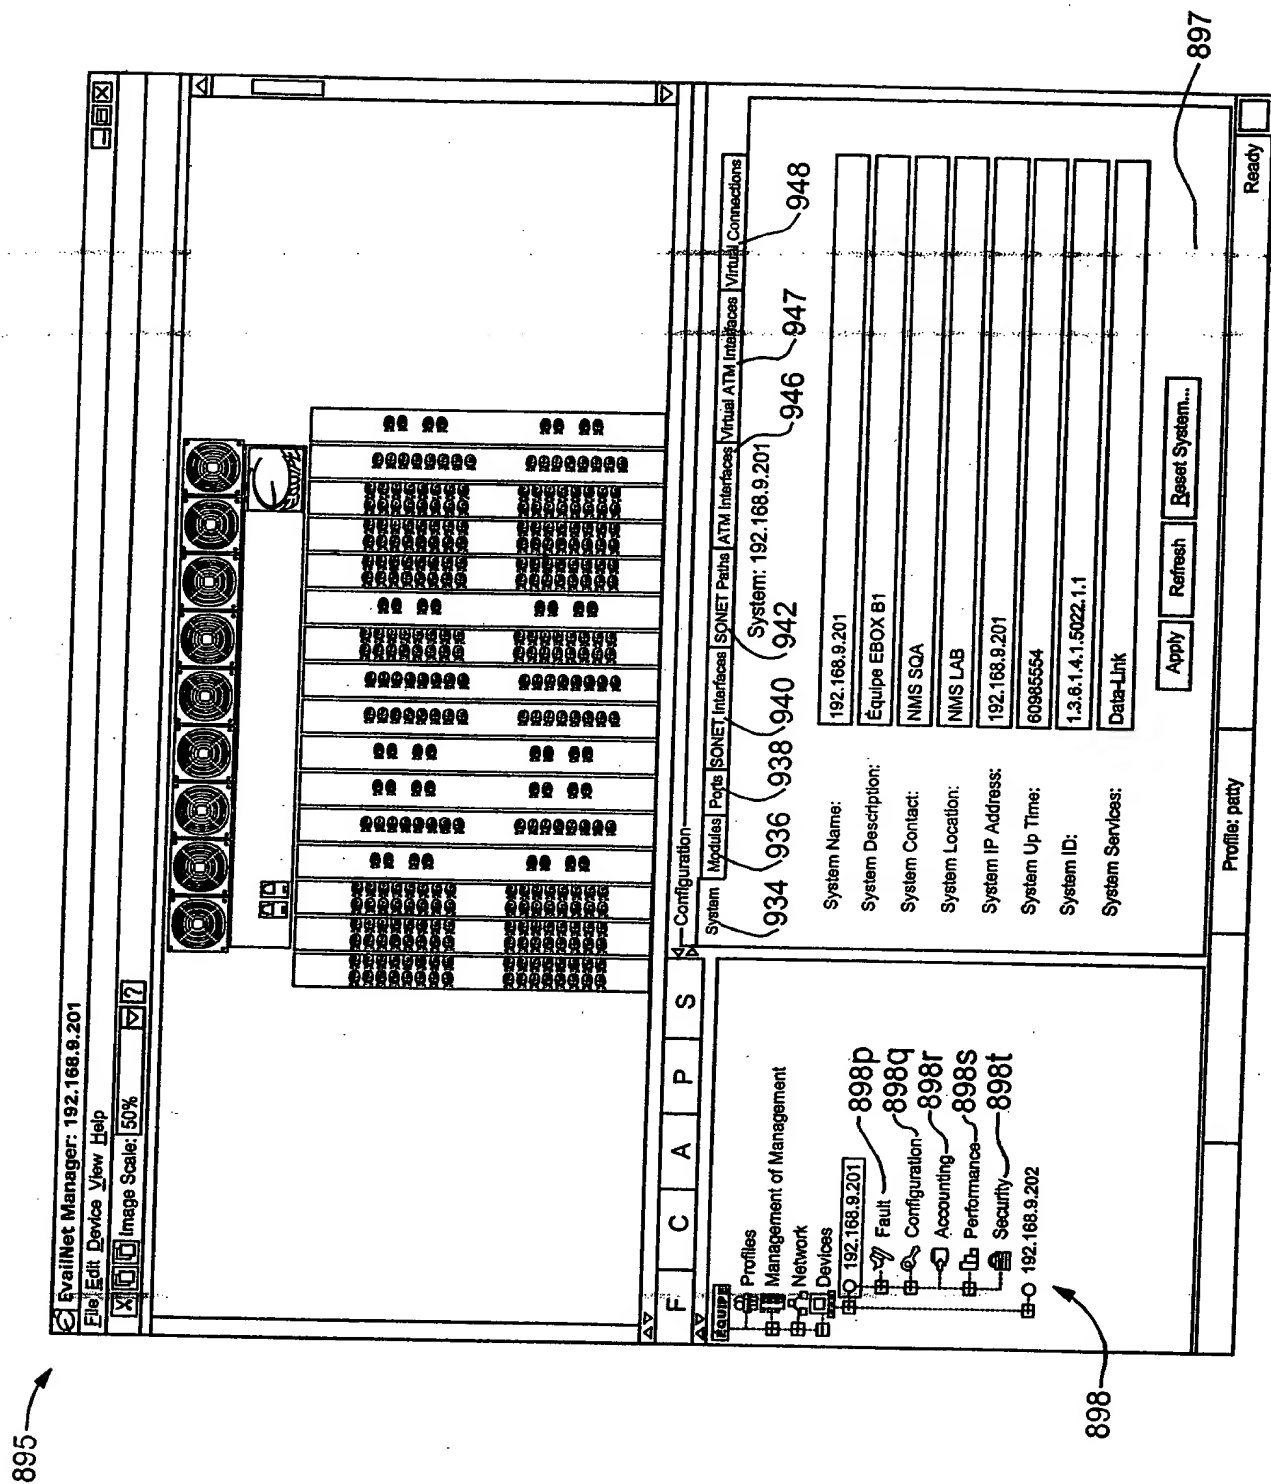 895
EvailNet Manager: 192.168.9.201
File Edit Device View Help
Image Scale: 50% ?
F C A P S
EQUIPE
Profiles
Management of Management
Network
Devices
192.168.9.201
Fault 898p
Configuration 898q
Accounting 898r
Performance 898s
Security 898t
192.168.9.202
898
Configuration
System Modules Ports SONET Interfaces SONET Paths ATM Interfaces Virtual ATM Interfaces Virtual Connections
934 936 938 940 942 946 947 948
System: 192.168.9.201
System Name: 192.168.9.201
System Description: Équipe EBOX B1
System Contact: NMS SQA
System Location: NMS LAB
System IP Address: 192.168.9.201
System Up Time: 60985554
System ID: 1.3.6.1.4.1.5022.1.1
System Services: Data-Link
Apply Refresh Reset System...
897
Profile: patty
Ready